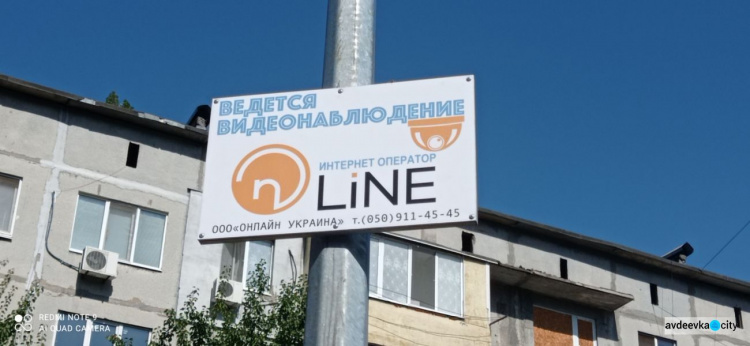 ВЕДЕТСЯ
ВИДЕОНАБЛЮДЕНИЕ
ИНТЕРНЕТ ОПЕРАТОР
n LiNE
ООО«ОНЛАЙН УКРАИНА» т.(050)911-45-45
REDMI NOTE 9
AI QUAD CAMERA
avdeevka.city